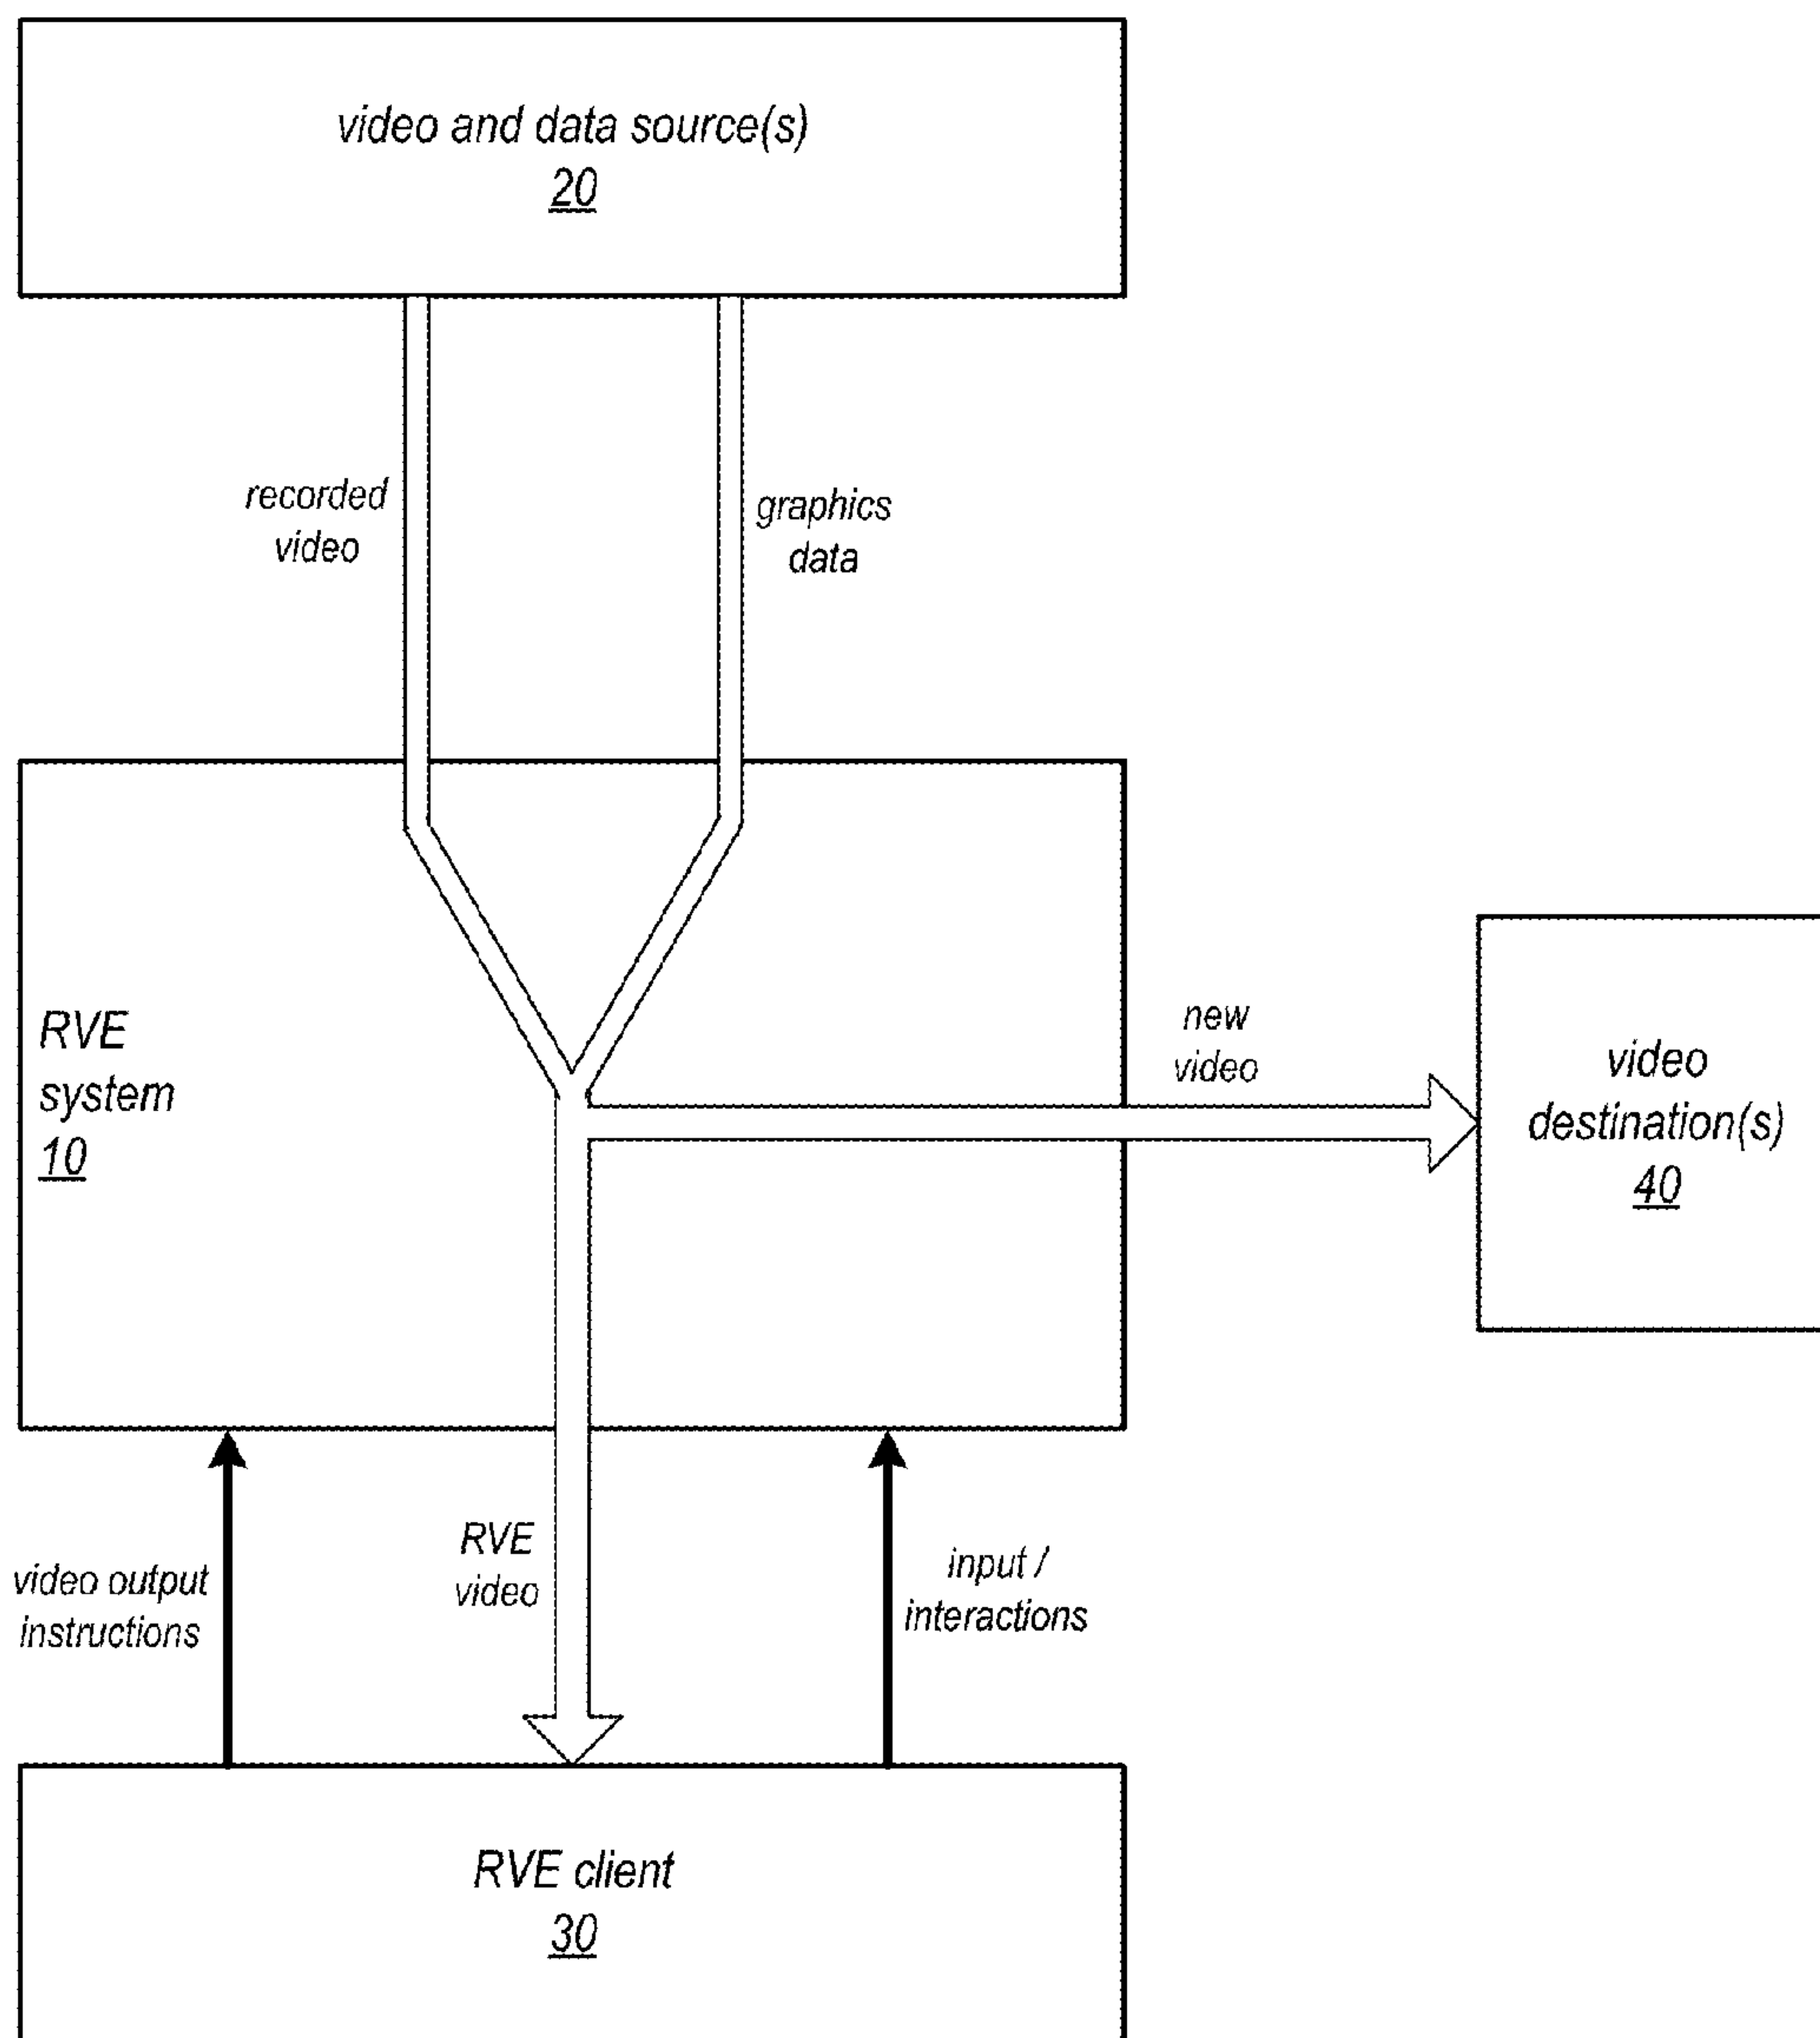 video and data source(s)
20
recorded
video
graphics
data
RVE
system
10
new
video
video
destination(s)
40
video output
instructions
RVE
video
input /
interactions
RVE client
30